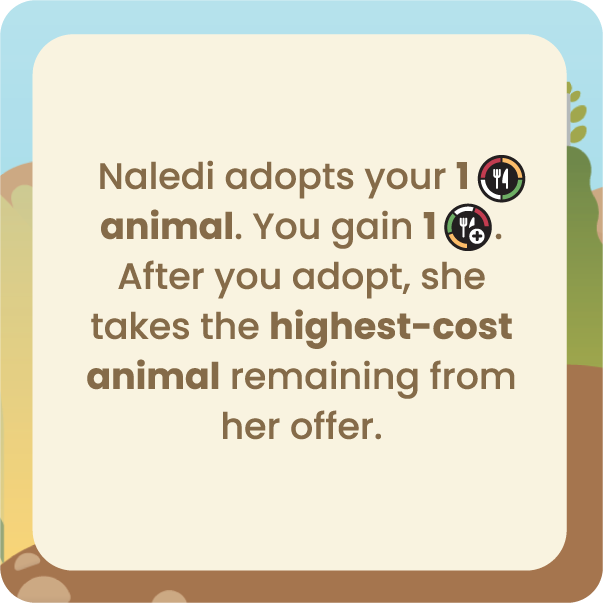 Naledi adopts your 1
animal. You gain 1 .
After you adopt, she
takes the highest-cost
animal remaining from
her offer.